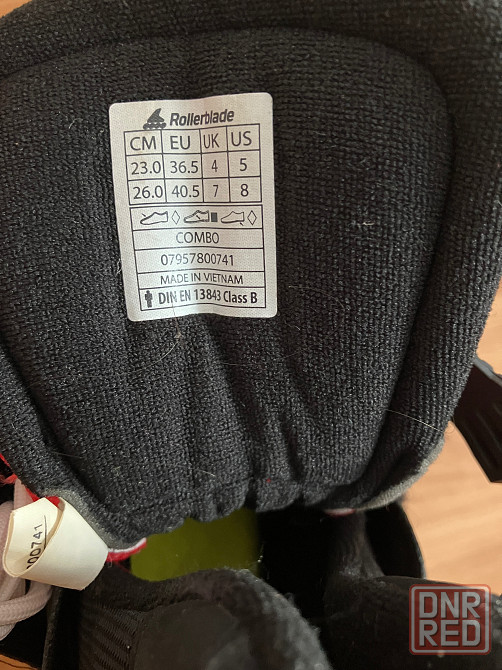 Rollerblade
CM EU UK US
23.0 36.5 4 5
26.0 40.5 7 8
COMBO
07957800741
MADE IN VIETNAM
DIN EN 13843 Class B
00741
DNR
RED